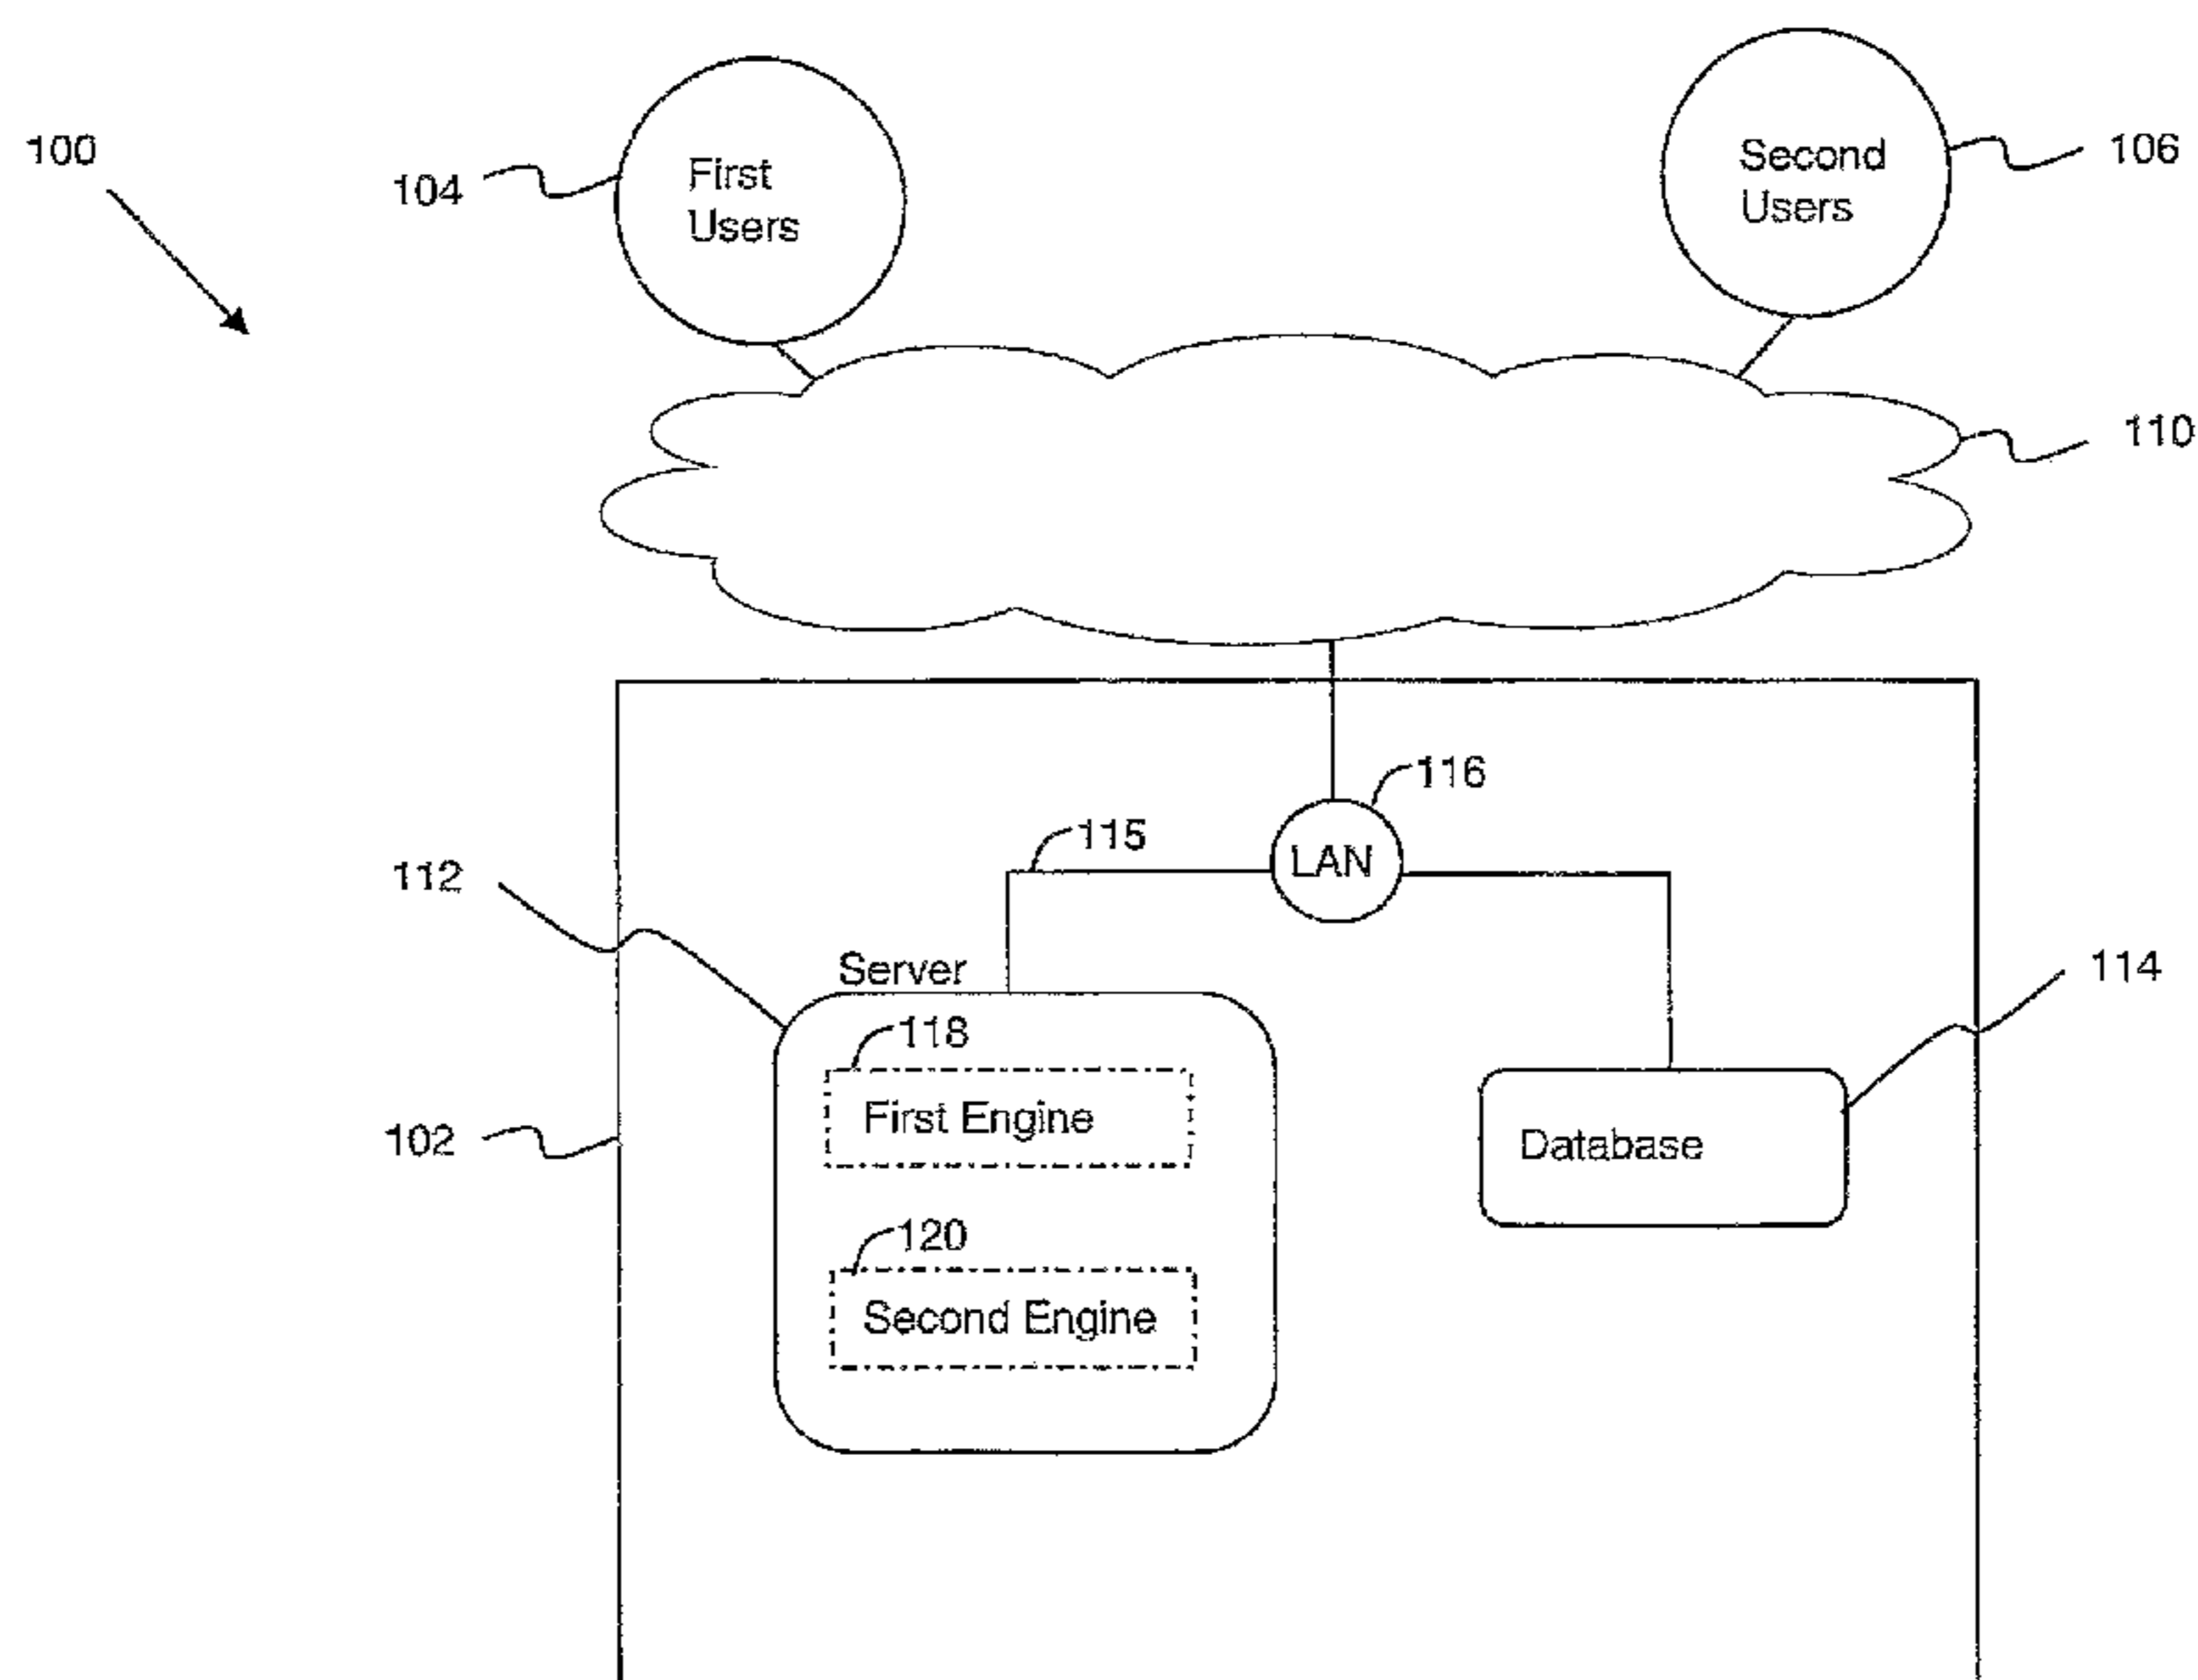 100
104
First
Users
Second
Users
106
110
116
LAN
115
112
Server
114
118
First Engine
102
Database
120
Second Engine